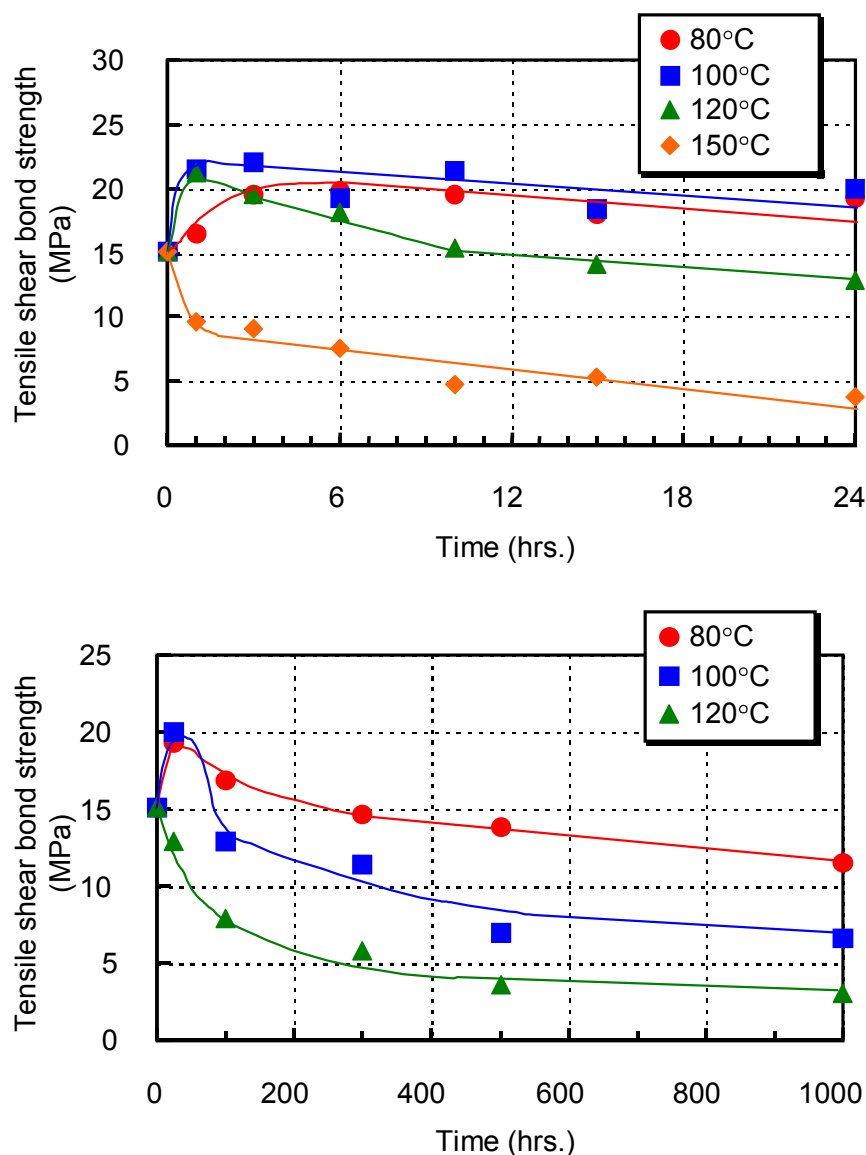 80°C
100°C
120°C
150°C
30
25
20
15
10
5
0
Tensile shear bond strength
(MPa)
0 6 12 18 24
Time (hrs.)
80°C
100°C
120°C
25
20
15
10
5
0
Tensile shear bond strength
(MPa)
0 200 400 600 800 1000
Time (hrs.)